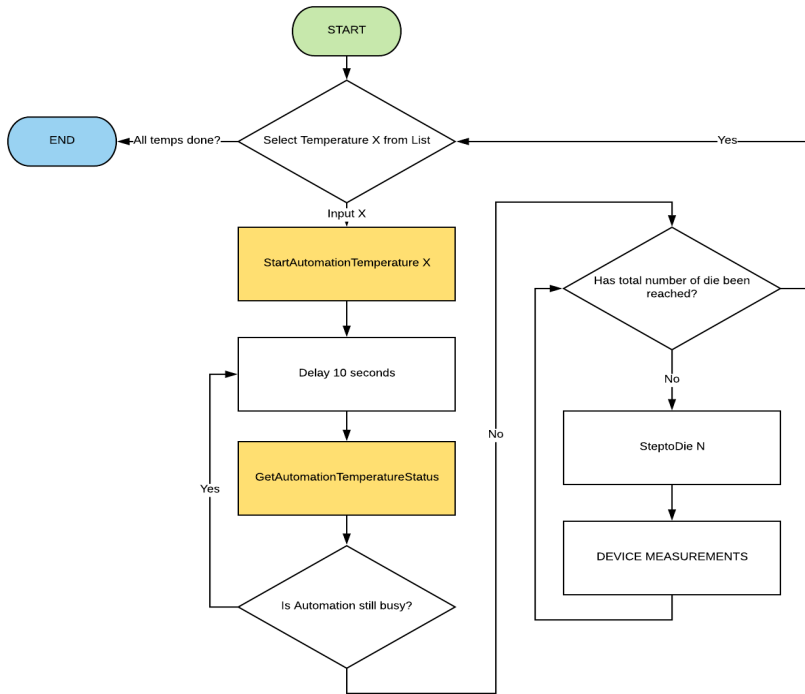 START
Select Temperature X from List
All temps done?
END
Yes
Input X
StartAutomationTemperature X
Delay 10 seconds
GetAutomationTemperatureStatus
Yes
Is Automation still busy?
No
Has total number of die been
reached?
No
SteptoDie N
DEVICE MEASUREMENTS